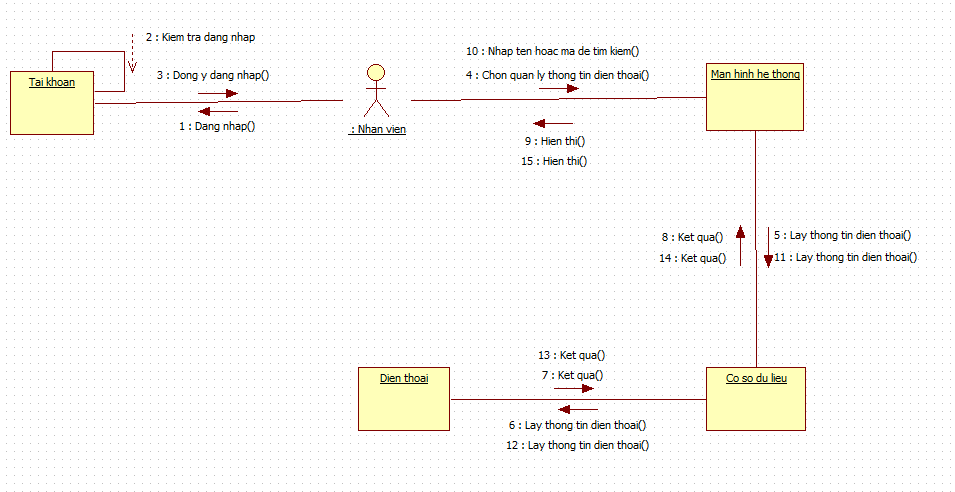 2 : Kiem tra dang nhap
Tai khoan
3 : Dong y dang nhap()
1 : Dang nhap()
: Nhan vien
10 : Nhap ten hoac ma de tim kiem()
4 : Chon quan ly thong tin dien thoai()
Man hinh he thong
9 : Hien thi()
15 : Hien thi()
8 : Ket qua()
14 : Ket qua()
5 : Lay thong tin dien thoai()
11 : Lay thong tin dien thoai()
13 : Ket qua()
7 : Ket qua()
Dien thoai
Co so du lieu
6 : Lay thong tin dien thoai()
12 : Lay thong tin dien thoai()